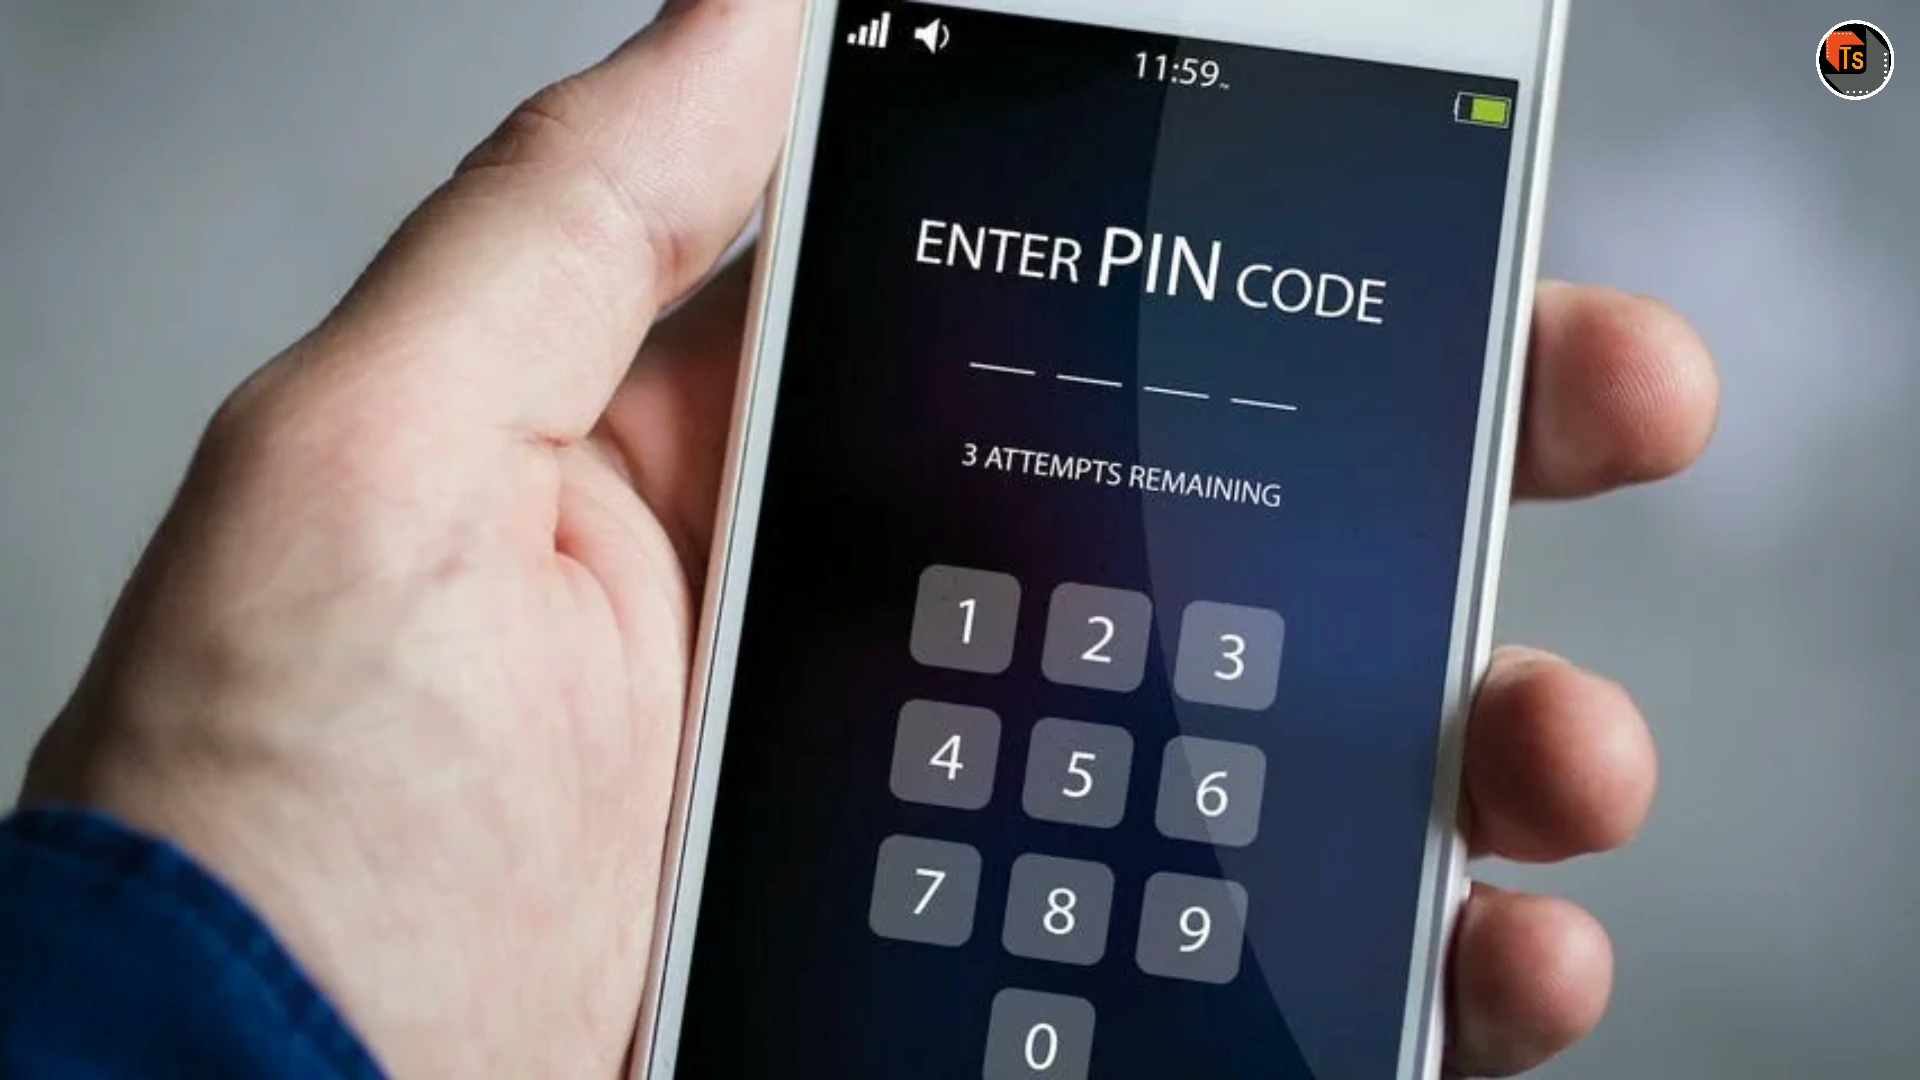 Ts
11:59
ENTER PIN CODE
3 ATTEMPTS REMAINING
1 2 3
4 5 6
7 8 9
0